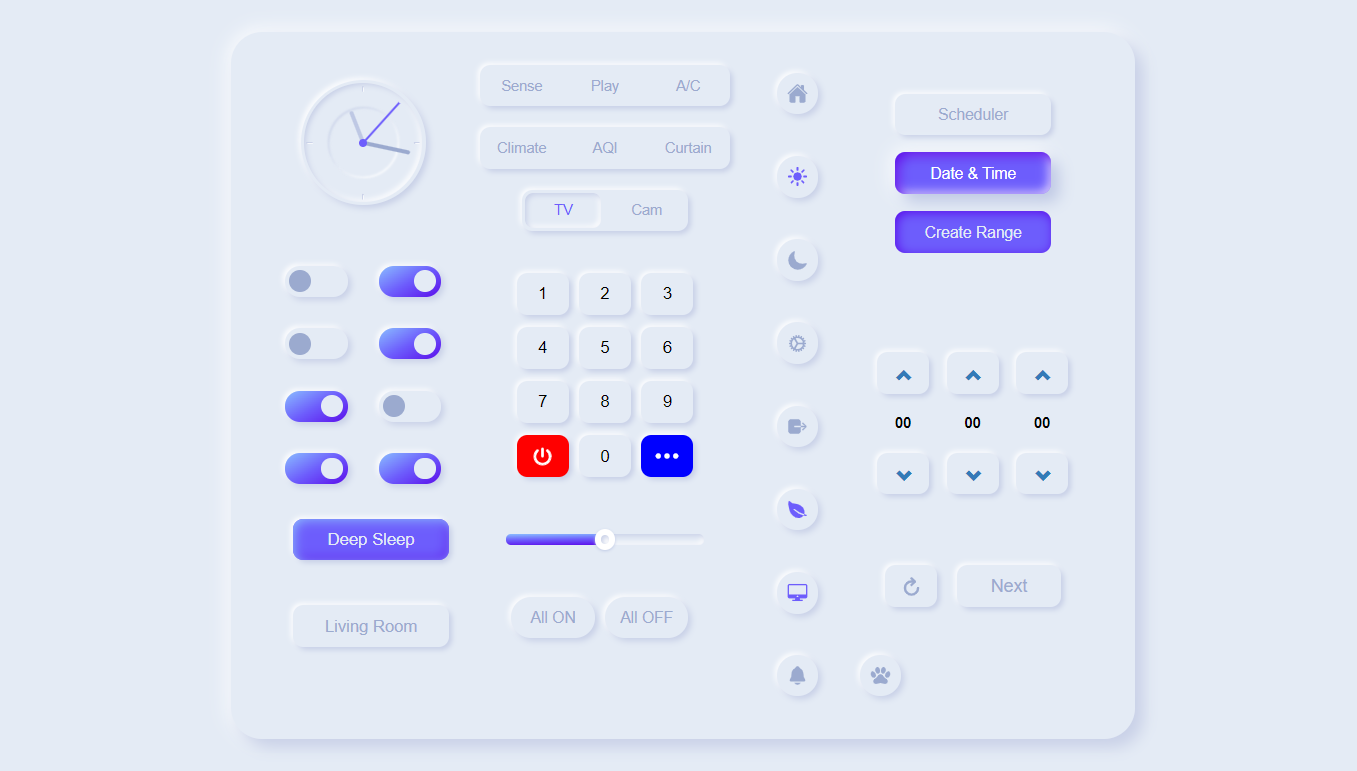 Sense Play A/C
Climate AQI Curtain
TV Cam
1 2 3
4 5 6
7 8 9
0
Deep Sleep
Living Room
All ON All OFF
Scheduler
Date & Time
Create Range
00 00 00
Next